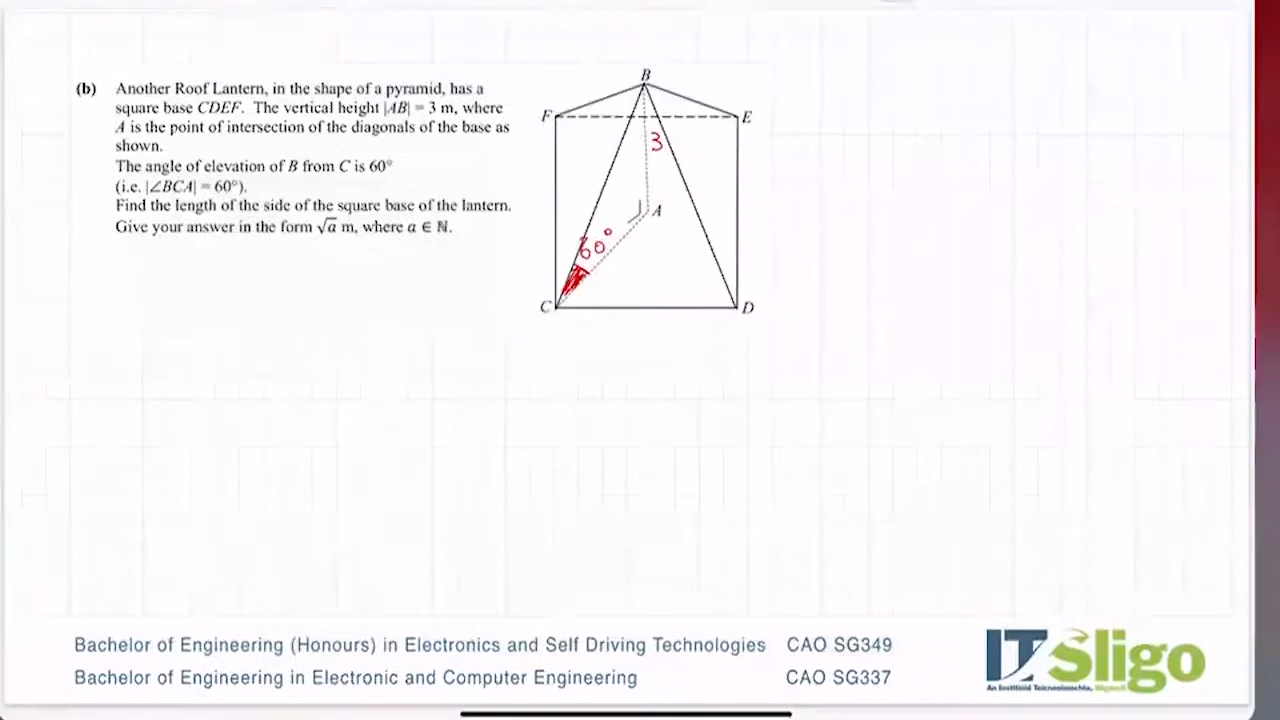 (b) Another Roof Lantern, in the shape of a pyramid, has a
square base CDEF. The vertical height |AB| = 3 m, where
A is the point of intersection of the diagonals of the base as
shown.
The angle of elevation of B from C is 60°
(i.e. |∠BCA| = 60°).
Find the length of the side of the square base of the lantern.
Give your answer in the form √a m, where a ∈ ℕ.
B
F
E
3
A
60°
C
D
Bachelor of Engineering (Honours) in Electronics and Self Driving Technologies CAO SG349
Bachelor of Engineering in Electronic and Computer Engineering CAO SG337
IT Sligo
An Institiúid Teicneolaíochta, Sligeach